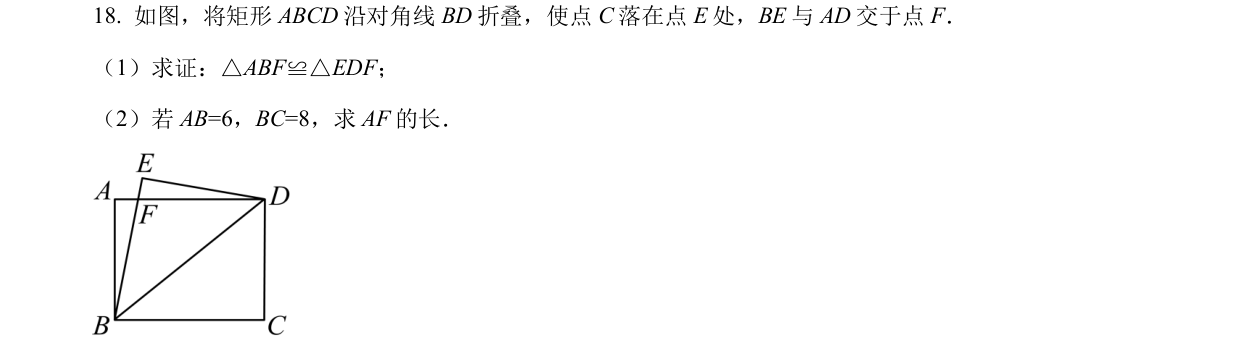 18. 如图，将矩形 ABCD 沿对角线 BD 折叠，使点 C 落在点 E 处，BE 与 AD 交于点 F．
（1）求证：△ABF≌△EDF；
（2）若 AB=6，BC=8，求 AF 的长．
E
A
D
F
B
C